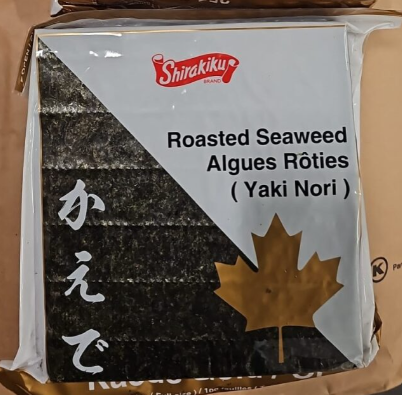 Shirakiku
BRAND
Roasted Seaweed
Algues Rôties
( Yaki Nori )
かえで
K